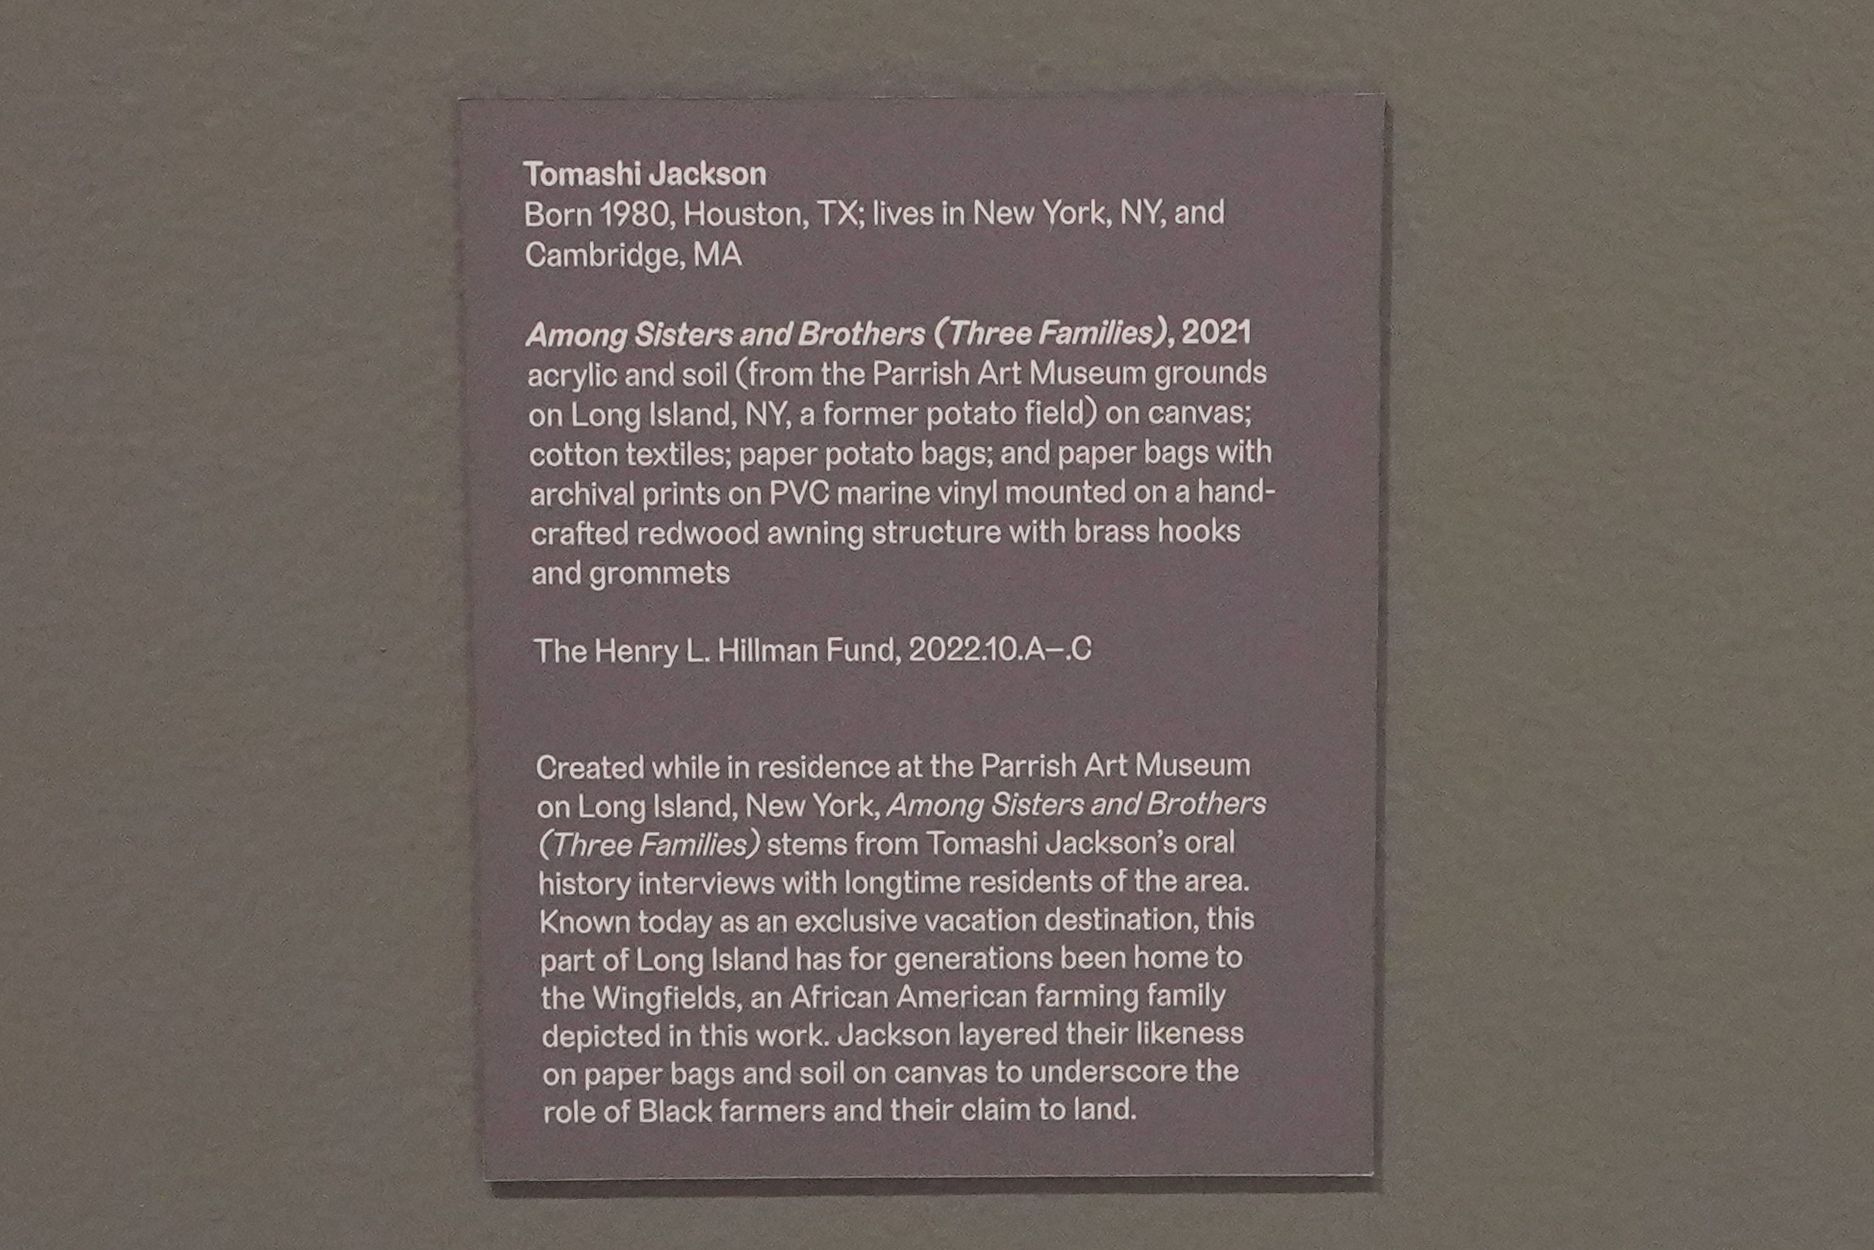 Tomashi Jackson
Born 1980, Houston, TX; lives in New York, NY, and
Cambridge, MA
Among Sisters and Brothers (Three Families), 2021
acrylic and soil (from the Parrish Art Museum grounds
on Long Island, NY, a former potato field) on canvas;
cotton textiles; paper potato bags; and paper bags with
archival prints on PVC marine vinyl mounted on a hand-
crafted redwood awning structure with brass hooks
and grommets
The Henry L. Hillman Fund, 2022.10.A–.C
Created while in residence at the Parrish Art Museum
on Long Island, New York, Among Sisters and Brothers
(Three Families) stems from Tomashi Jackson’s oral
history interviews with longtime residents of the area.
Known today as an exclusive vacation destination, this
part of Long Island has for generations been home to
the Wingfields, an African American farming family
depicted in this work. Jackson layered their likeness
on paper bags and soil on canvas to underscore the
role of Black farmers and their claim to land.